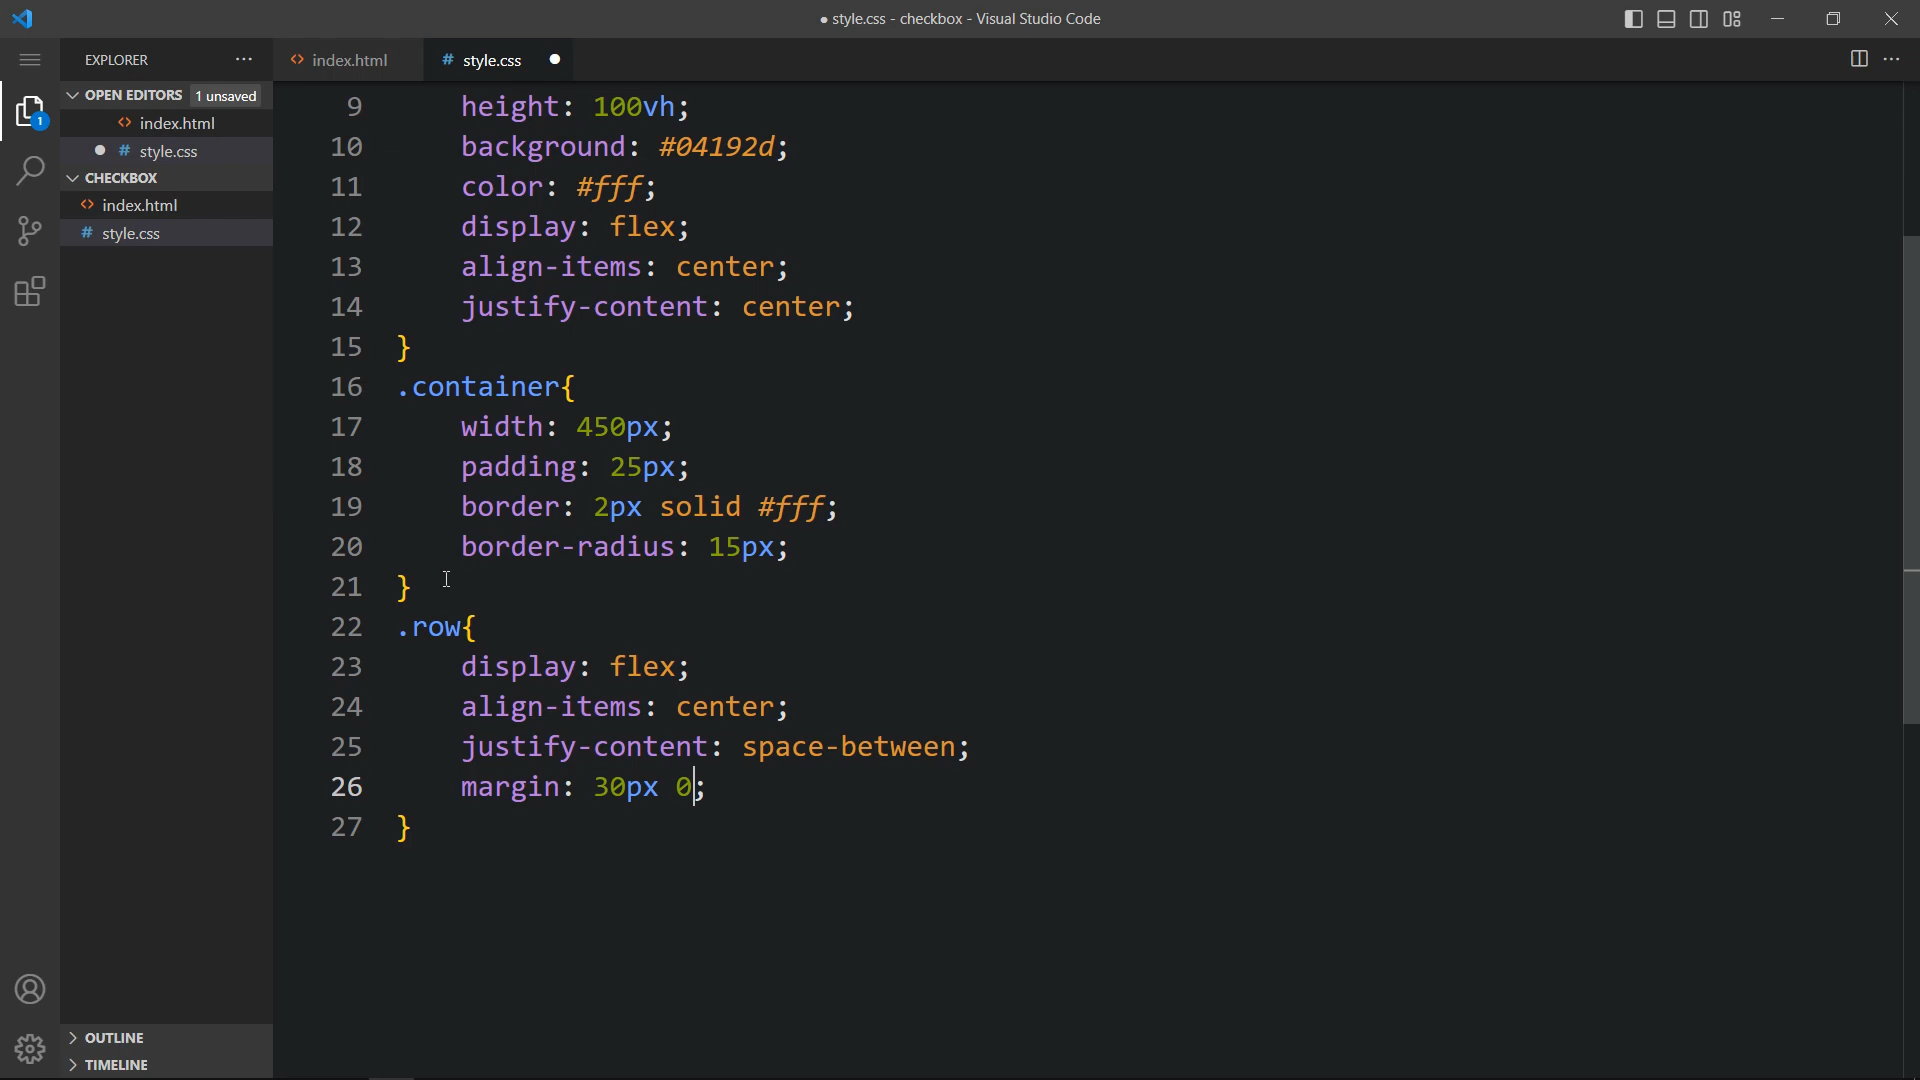 style.css - checkbox - Visual Studio Code
EXPLORER
index.html
# style.css
OPEN EDITORS 1 unsaved
index.html
# style.css
CHECKBOX
index.html
# style.css
1
9 height: 100vh;
10 background: #04192d;
11 color: #fff;
12 display: flex;
13 align-items: center;
14 justify-content: center;
15 }
16 .container{
17 width: 450px;
18 padding: 25px;
19 border: 2px solid #fff;
20 border-radius: 15px;
21 }
22 .row{
23 display: flex;
24 align-items: center;
25 justify-content: space-between;
26 margin: 30px 0;
27 }
OUTLINE
TIMELINE